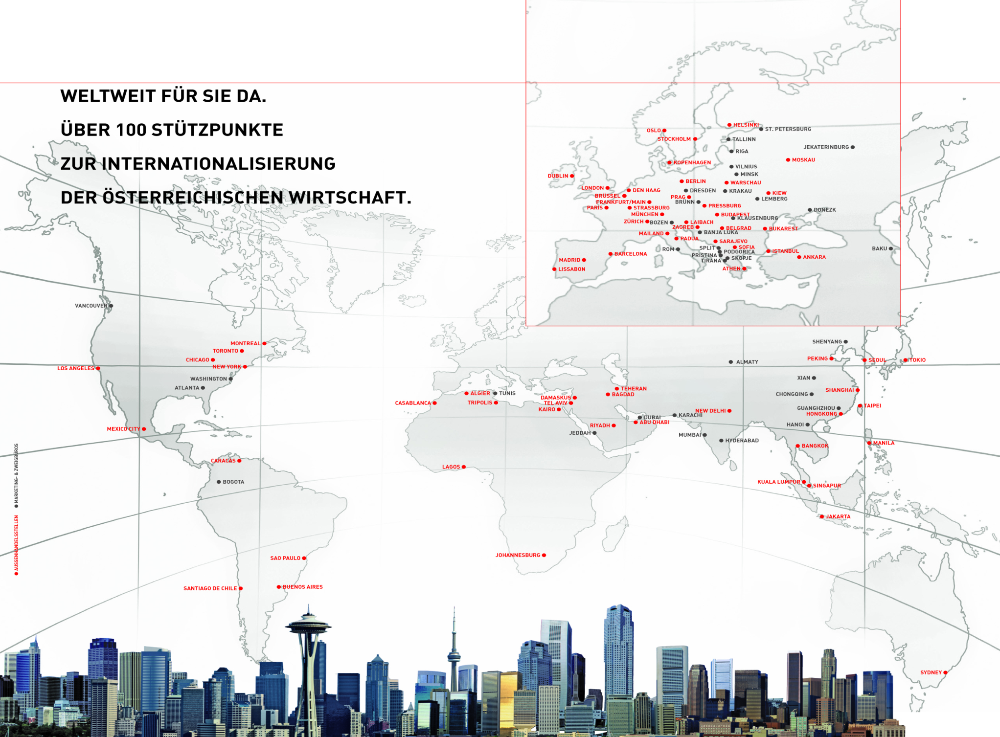 WELTWEIT FÜR SIE DA.
ÜBER 100 STÜTZPUNKTE
ZUR INTERNATIONALISIERUNG
DER ÖSTERREICHISCHEN WIRTSCHAFT.
HELSINKI
ST. PETERSBURG
OSLO
STOCKHOLM
TALLINN
JEKATERINBURG
RIGA
MOSKAU
KOPENHAGEN
VILNIUS
MINSK
DUBLIN
BERLIN
WARSCHAU
LONDON
DEN HAAG
DRESDEN
KRAKAU
KIEW
BRÜSSEL
PRAG
LEMBERG
FRANKFURT/MAIN
BRÜNN
PARIS
STRASSBURG
PRESSBURG
DONEZK
MÜNCHEN
BUDAPEST
KLAUSENBURG
ZÜRICH
BOZEN
LAIBACH
ZAGREB
BELGRAD
BUKAREST
MAILAND
BANJA LUKA
PADUA
SARAJEVO
ROM
SPLIT
SOFIA
BAKU
PODGORICA
ISTANBUL
BARCELONA
PRISTINA
SKOPJE
ANKARA
MADRID
TIRANA
LISSABON
ATHEN
VANCOUVER
MONTREAL
TORONTO
CHICAGO
NEW YORK
LOS ANGELES
WASHINGTON
ATLANTA
MEXICO CITY
CARACAS
BOGOTA
SAO PAULO
SANTIAGO DE CHILE
BUENOS AIRES
ALGIER
TUNIS
CASABLANCA
TRIPOLIS
DAMASKUS
TEL AVIV
KAIRO
TEHERAN
BAGDAD
RIYADH
JEDDAH
DUBAI
ABU DHABI
LAGOS
JOHANNESBURG
KARACHI
NEW DELHI
MUMBAI
HYDERABAD
ALMATY
SHENYANG
PEKING
SEOUL
TOKIO
XIAN
SHANGHAI
CHONGQING
TAIPEI
GUANGHZHOU
HONGKONG
HANOI
BANGKOK
MANILA
KUALA LUMPUR
SINGAPUR
JAKARTA
SYDNEY
AUSSENHANDELSSTELLEN
MARKETING- & ZWEIGBÜROS